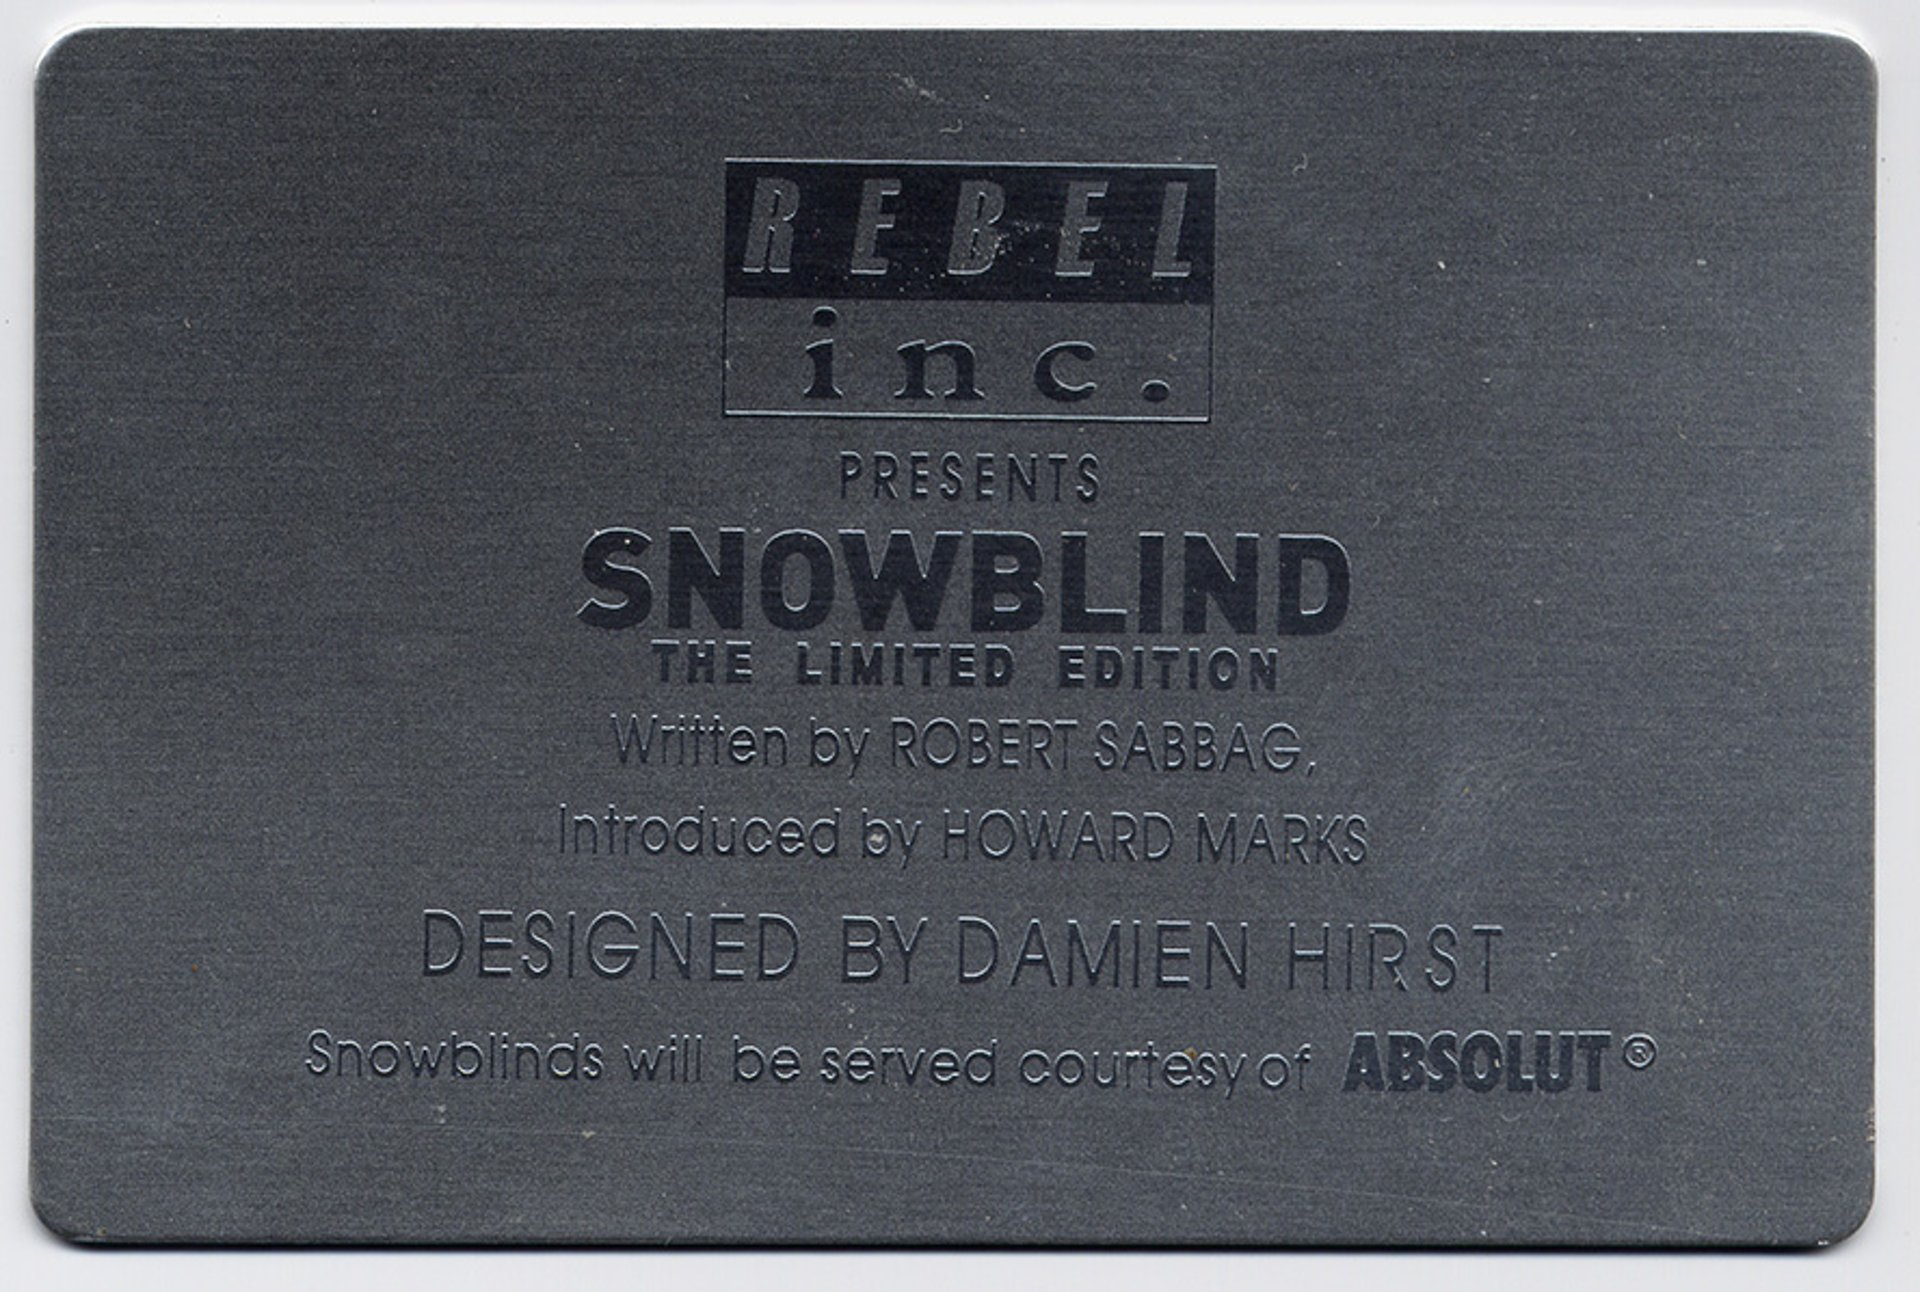 REBEL
inc.
PRESENTS
SNOWBLIND
THE LIMITED EDITION
Written by ROBERT SABBAG,
Introduced by HOWARD MARKS
DESIGNED BY DAMIEN HIRST
Snowblinds will be served courtesy of ABSOLUT®